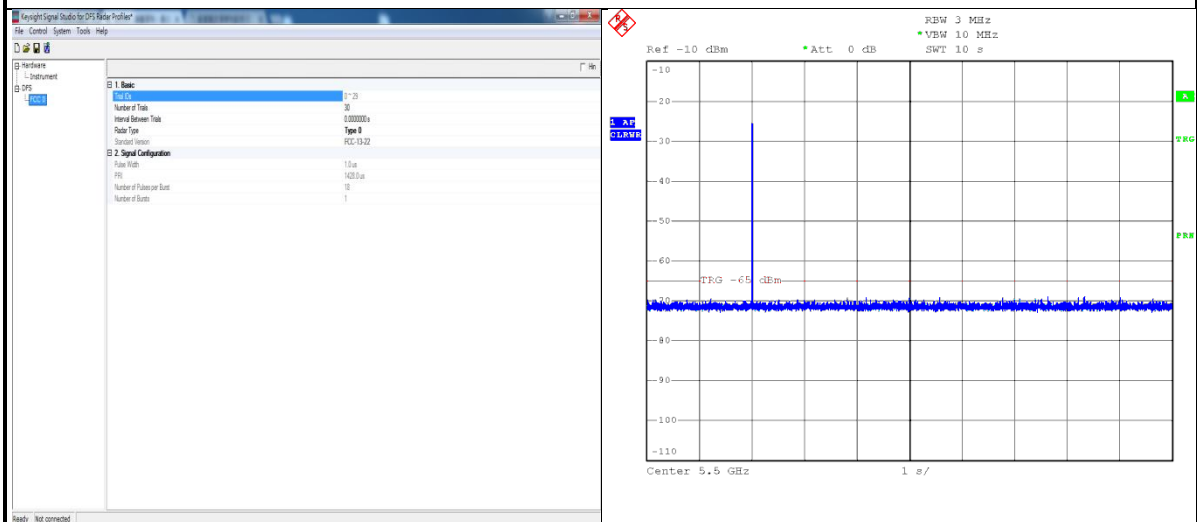 Keysight Signal Studio for DFS Radar Profiles*
File Control System Tools Help
Hardware
Instrument
DFS
FCC 0
1. Basic
Trial IDs 0~29
Number of Trials 30
Interval Between Trials 0.0000000 s
Radar Type Type 0
Standard Version FCC-13-22
2. Signal Configuration
Pulse Width 1.0 us
PRI 1428.0 us
Number of Pulses per Burst 18
Number of Bursts 1
Ready Not connected
R S
RBW 3 MHz
*VBW 10 MHz
Ref -10 dBm *Att 0 dB SWT 10 s
-10
-20
A
1 AP
CLRWR
TRG
-30
-40
-50
PRN
-60
TRG -65 dBm
-70
-80
-90
-100
-110
Center 5.5 GHz 1 s/